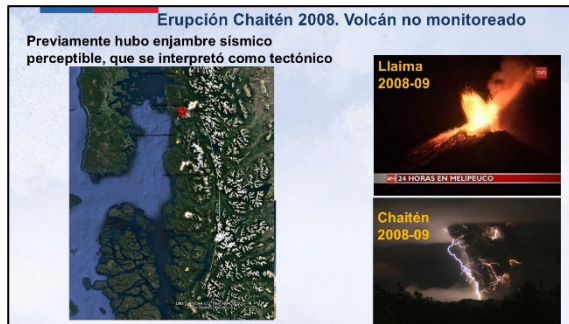 Erupción Chaitén 2008. Volcán no monitoreado
Previamente hubo enjambre sísmico
perceptible, que se interpretó como tectónico
Llaima
2008-09
24 HORAS EN MELIPEUCO
Chaitén
2008-09